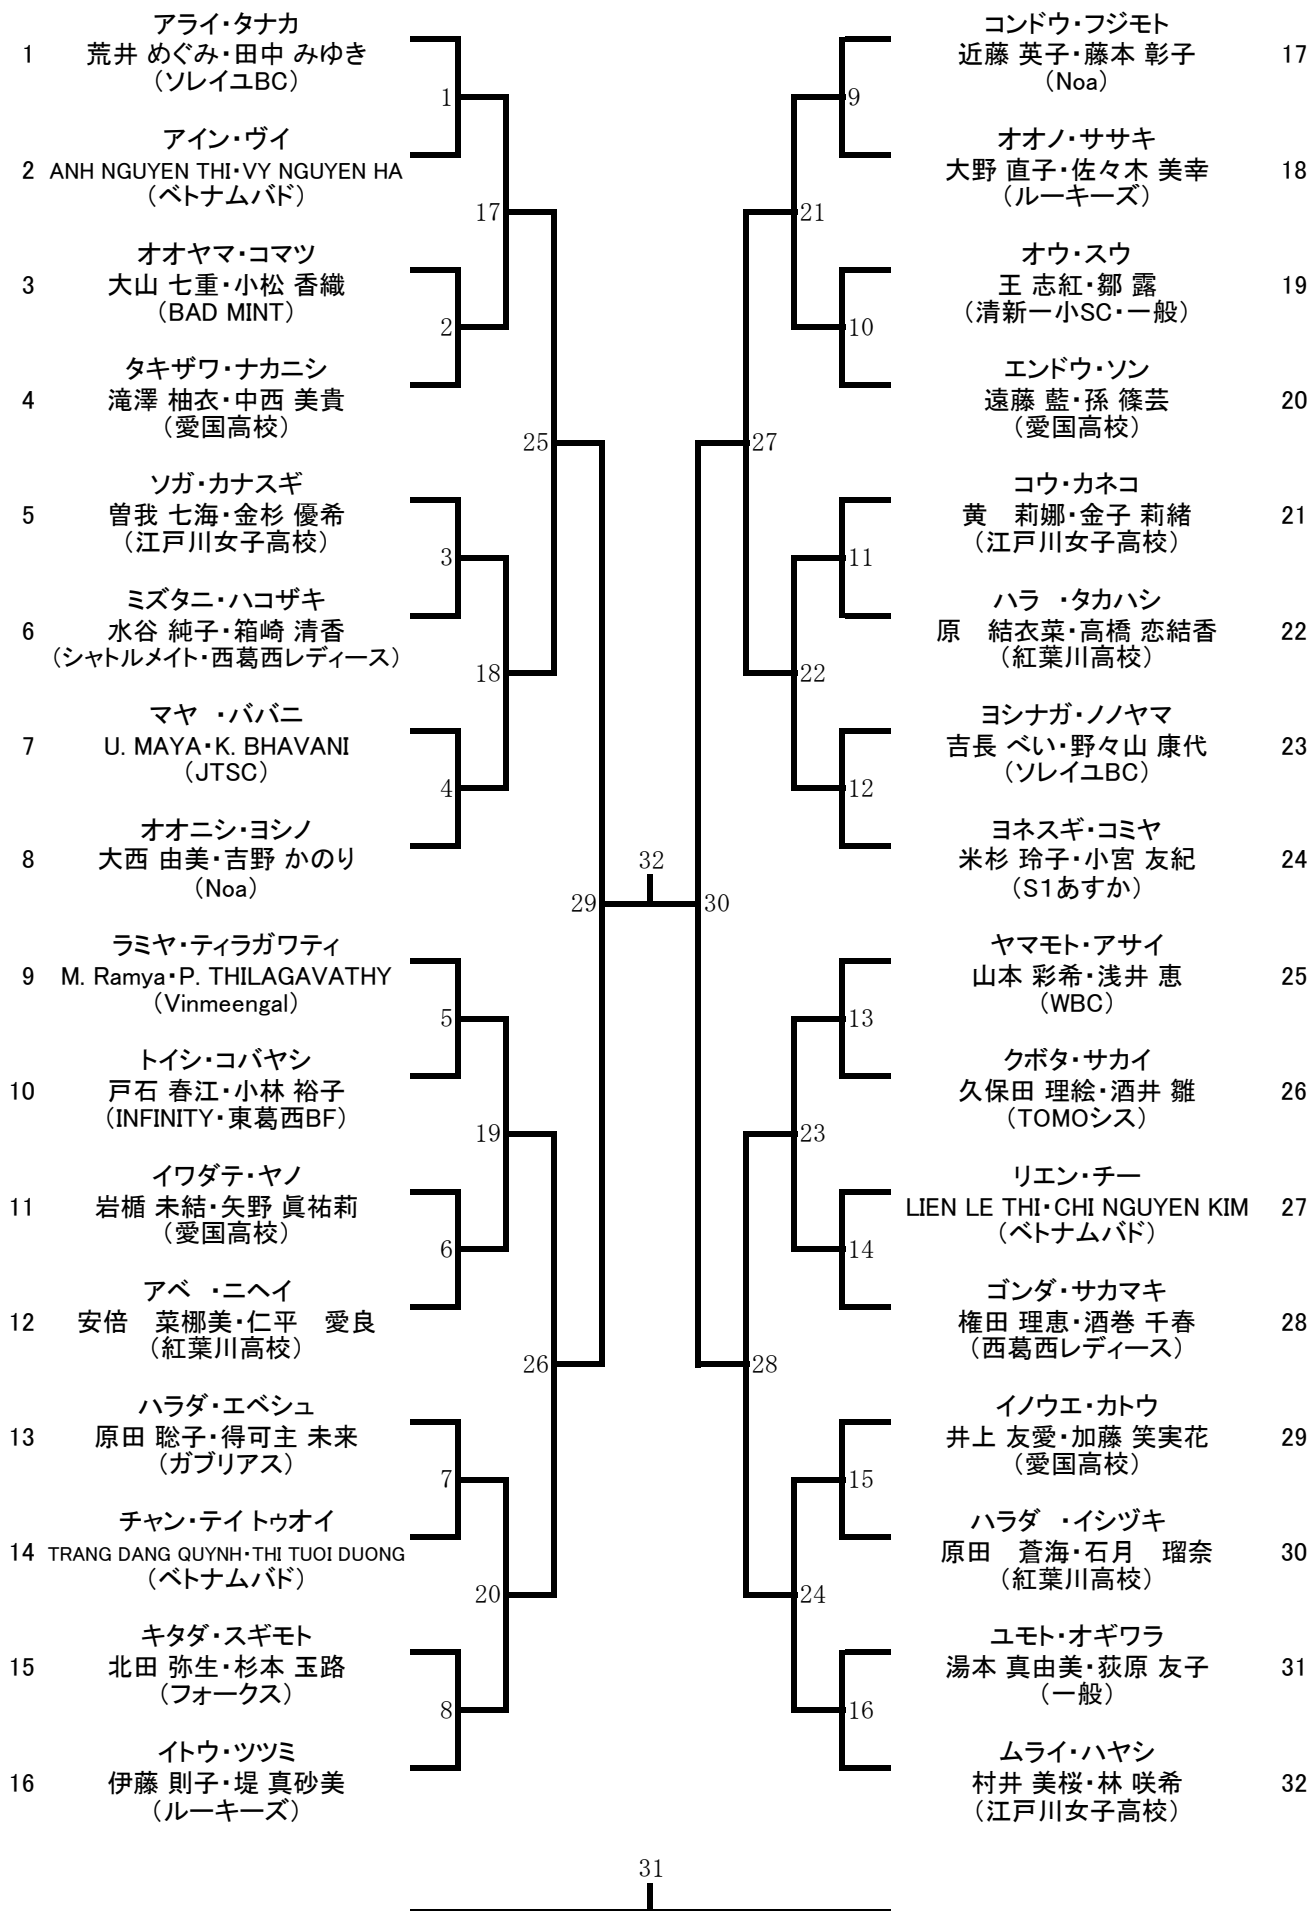 アライ・タナカ
1 荒井 めぐみ・田中 みゆき
（ソレイユBC）
1
アイン・ヴイ
2 ANH NGUYEN THI・VY NGUYEN HA
（ベトナムバド）
17
オオヤマ・コマツ
3 大山 七重・小松 香織
（BAD MINT）
2
タキザワ・ナカニシ
4 滝澤 柚衣・中西 美貴
（愛国高校）
25
ソガ・カナスギ
5 曽我 七海・金杉 優希
（江戸川女子高校）
3
ミズタニ・ハコザキ
6 水谷 純子・箱崎 清香
（シャトルメイト・西葛西レディース）
18
マヤ ・ババニ
7 U. MAYA・K. BHAVANI
（JTSC）
4
オオニシ・ヨシノ
8 大西 由美・吉野 かのり
（Noa）
29
ラミヤ・ティラガワティ
9 M. Ramya・P. THILAGAVATHY
（Vinmeengal）
5
トイシ・コバヤシ
10 戸石 春江・小林 裕子
（INFINITY・東葛西BF）
19
イワダテ・ヤノ
11 岩楯 未結・矢野 眞祐莉
（愛国高校）
6
アベ ・ニヘイ
12 安倍　菜梛美・仁平　愛良
（紅葉川高校）
26
ハラダ・エベシュ
13 原田 聡子・得可主 未来
（ガブリアス）
7
チャン・テイ トゥオイ
14 TRANG DANG QUYNH・THI TUOI DUONG
（ベトナムバド）
20
キタダ・スギモト
15 北田 弥生・杉本 玉路
（フォークス）
8
イトウ・ツツミ
16 伊藤 則子・堤 真砂美
（ルーキーズ）
32
コンドウ・フジモト
近藤 英子・藤本 彰子 17
（Noa）
9
オオノ・ササキ
大野 直子・佐々木 美幸 18
（ルーキーズ）
21
オウ・スウ
王 志紅・鄒 露 19
（清新一小SC・一般）
10
エンドウ・ソン
遠藤 藍・孫 篠芸 20
（愛国高校）
27
コウ・カネコ
黄　莉娜・金子 莉緒 21
（江戸川女子高校）
11
ハラ ・タカハシ
原　結衣菜・高橋 恋結香 22
（紅葉川高校）
22
ヨシナガ・ノノヤマ
吉長 べい・野々山 康代 23
（ソレイユBC）
12
ヨネスギ・コミヤ
米杉 玲子・小宮 友紀 24
（S1あすか）
30
ヤマモト・アサイ
山本 彩希・浅井 恵 25
（WBC）
13
クボタ・サカイ
久保田 理絵・酒井 雛 26
（TOMOシス）
23
リエン・チー
LIEN LE THI・CHI NGUYEN KIM 27
（ベトナムバド）
14
ゴンダ・サカマキ
権田 理恵・酒巻 千春 28
（西葛西レディース）
28
イノウエ・カトウ
井上 友愛・加藤 笑実花 29
（愛国高校）
15
ハラダ ・イシヅキ
原田　蒼海・石月　瑠奈 30
（紅葉川高校）
24
ユモト・オギワラ
湯本 真由美・荻原 友子 31
（一般）
16
ムライ・ハヤシ
村井 美桜・林 咲希 32
（江戸川女子高校）
31